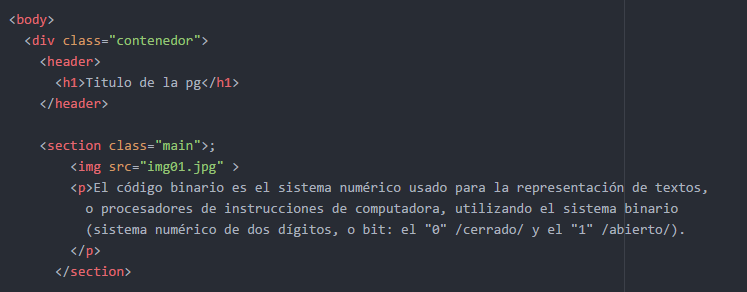 <body>
<div class="contenedor">
<header>
<h1>Titulo de la pg</h1>
</header>
<section class="main">;
<img src="img01.jpg" >
<p>El código binario es el sistema numérico usado para la representación de textos,
o procesadores de instrucciones de computadora, utilizando el sistema binario
(sistema numérico de dos dígitos, o bit: el "0" /cerrado/ y el "1" /abierto/).
</p>
</section>